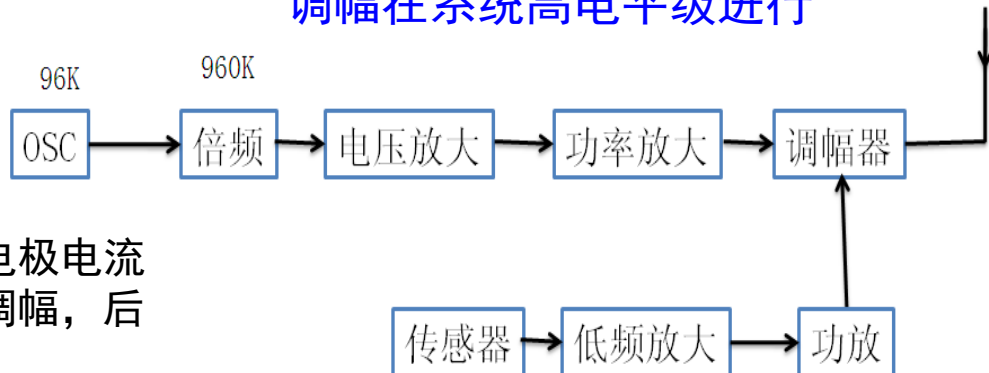 调幅在系统高电平级进行
96K
960K
OSC
倍频
电压放大
功率放大
调幅器
电极电流
调幅，后
传感器
低频放大
功放